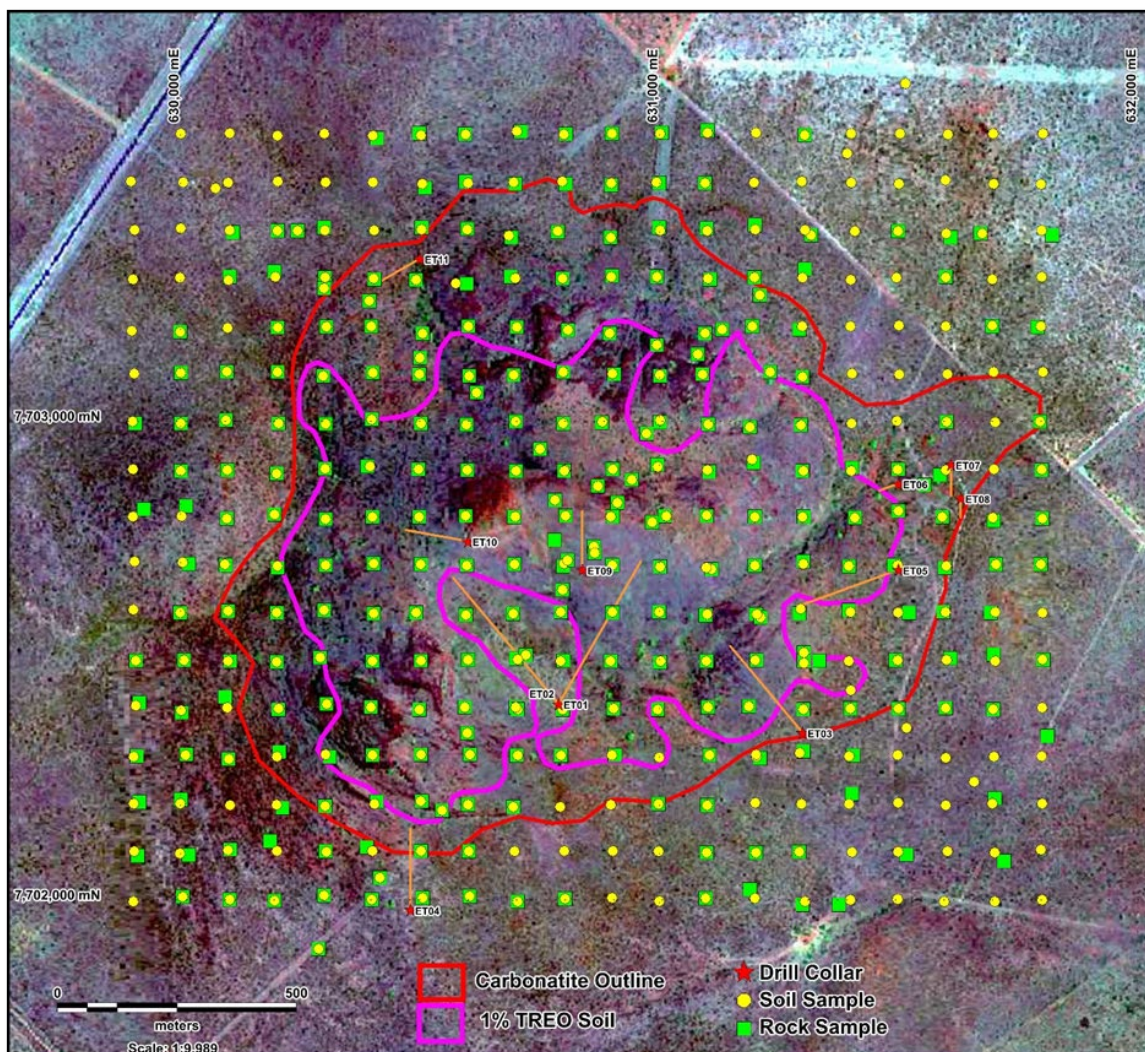 630,000 mE
631,000 mE
632,000 mE
ET11
7,703,000 mN
ET07
ET06
ET08
ET10
ET09
ET05
ET02
ET01
ET03
7,702,000 mN
ET04
Carbonatite Outline
1% TREO Soil
Drill Collar
Soil Sample
Rock Sample
0
500
meters
Scale: 1:9,989